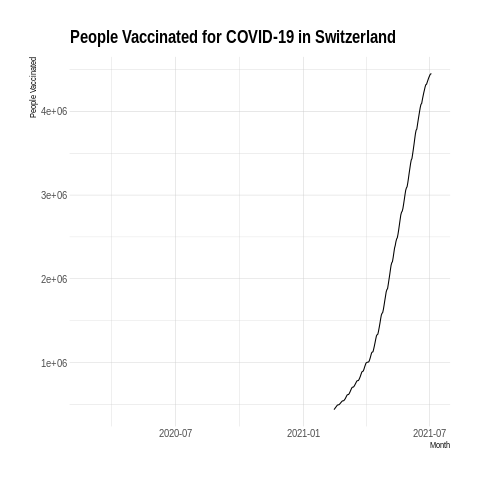 People Vaccinated for COVID-19 in Switzerland
People Vaccinated
4e+06
3e+06
2e+06
1e+06
2020-07 2021-01 2021-07
Month